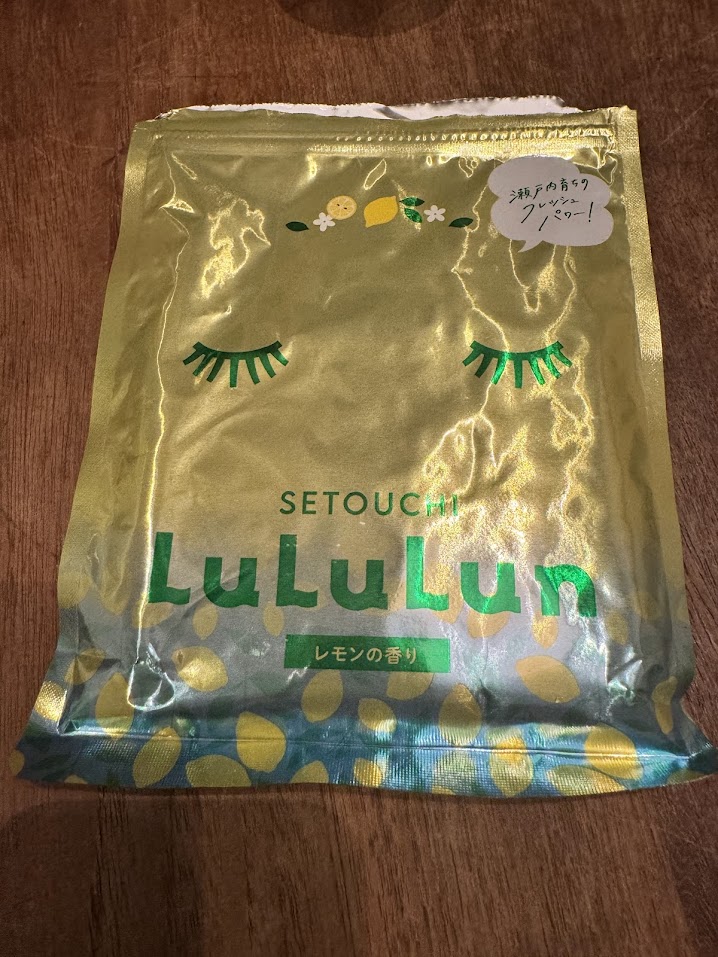 瀬戸内育ちの
フレッシュ
パワー!
SETOUCHI
LuLuLun
レモンの香り